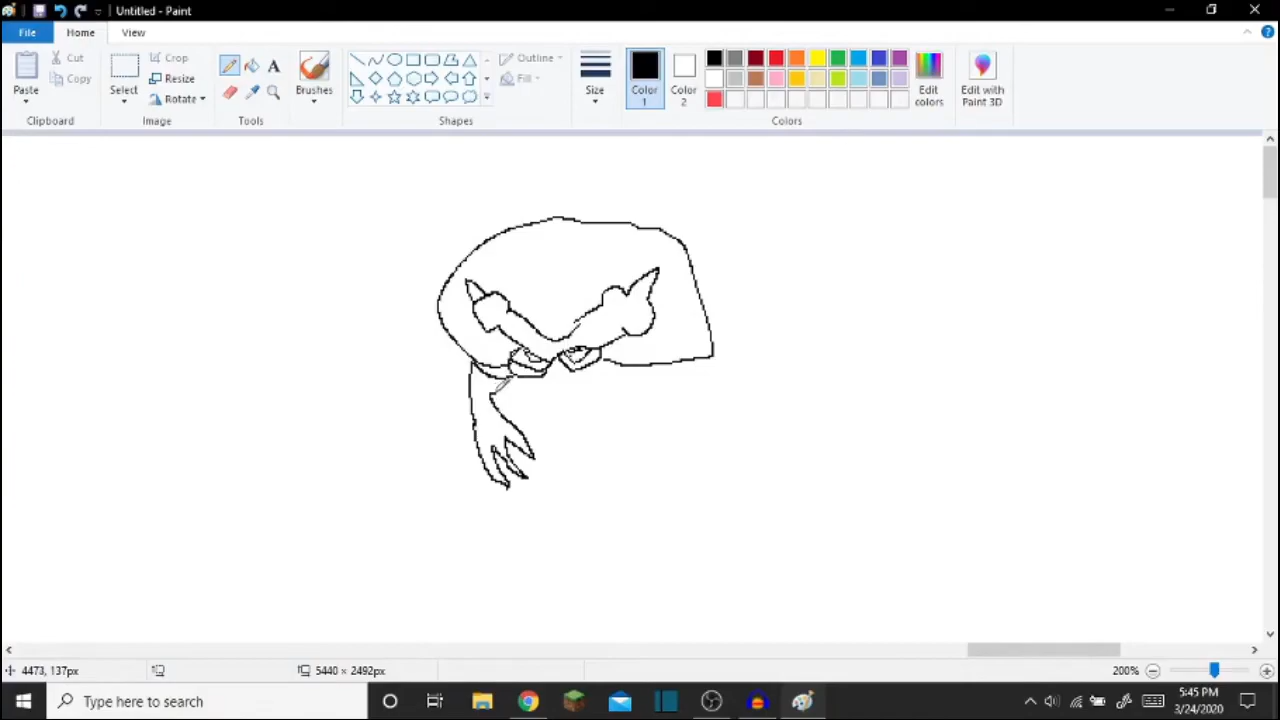 Untitled - Paint
File Home View
Cut
Copy
Paste
Clipboard
Crop
Resize
Rotate
Select
Image
A
Tools
Brushes
Outline
Fill
Shapes
Size
Color 1
Color 2
Edit colors
Colors
Edit with Paint 3D
4473, 137px
5440 × 2492px
200%
Type here to search
5:45 PM
3/24/2020